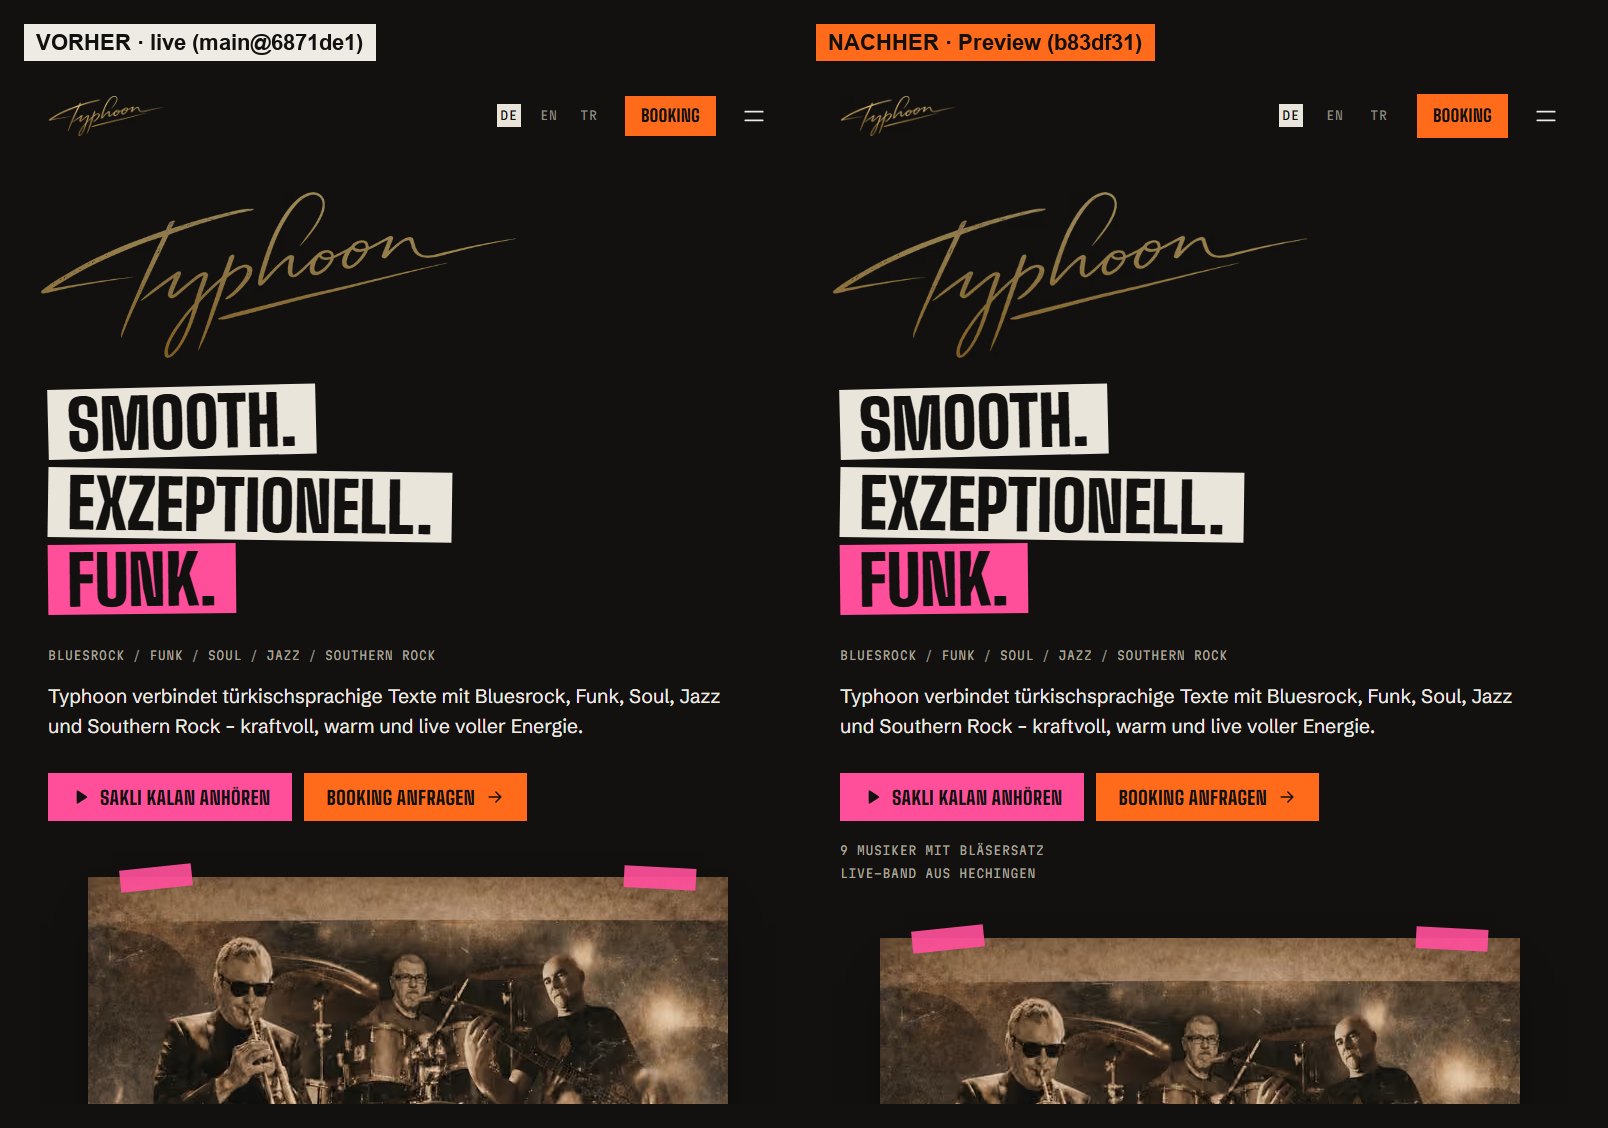 VORHER · live (main@6871de1)
Typhoon
DE EN TR BOOKING
Typhoon
SMOOTH.
EXZEPTIONELL.
FUNK.
BLUESROCK / FUNK / SOUL / JAZZ / SOUTHERN ROCK
Typhoon verbindet türkischsprachige Texte mit Bluesrock, Funk, Soul, Jazz
und Southern Rock – kraftvoll, warm und live voller Energie.
SAKLI KALAN ANHÖREN
BOOKING ANFRAGEN →
NACHHER · Preview (b83df31)
Typhoon
DE EN TR BOOKING
Typhoon
SMOOTH.
EXZEPTIONELL.
FUNK.
BLUESROCK / FUNK / SOUL / JAZZ / SOUTHERN ROCK
Typhoon verbindet türkischsprachige Texte mit Bluesrock, Funk, Soul, Jazz
und Southern Rock – kraftvoll, warm und live voller Energie.
SAKLI KALAN ANHÖREN
BOOKING ANFRAGEN →
9 MUSIKER MIT BLÄSERSATZ
LIVE-BAND AUS HECHINGEN